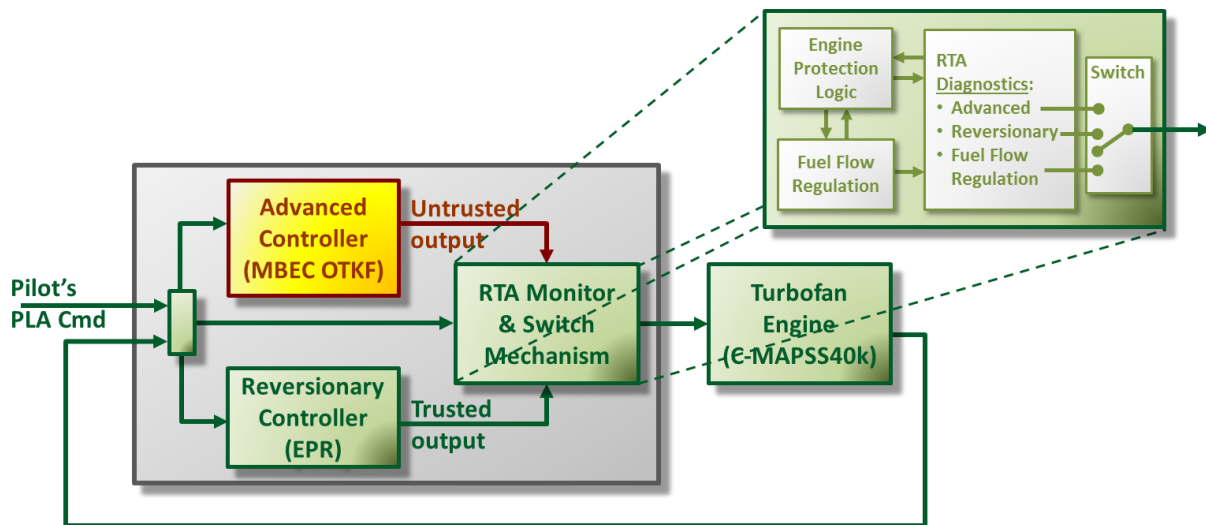 Engine
Protection
Logic
RTA
Diagnostics:
• Advanced
• Reversionary
• Fuel Flow
Regulation
Switch
Fuel Flow
Regulation
Advanced
Controller
(MBEC OTKF)
Untrusted
output
Pilot's
PLA Cmd
RTA Monitor
& Switch
Mechanism
Turbofan
Engine
(C-MAPSS40k)
Reversionary
Controller
(EPR)
Trusted
output